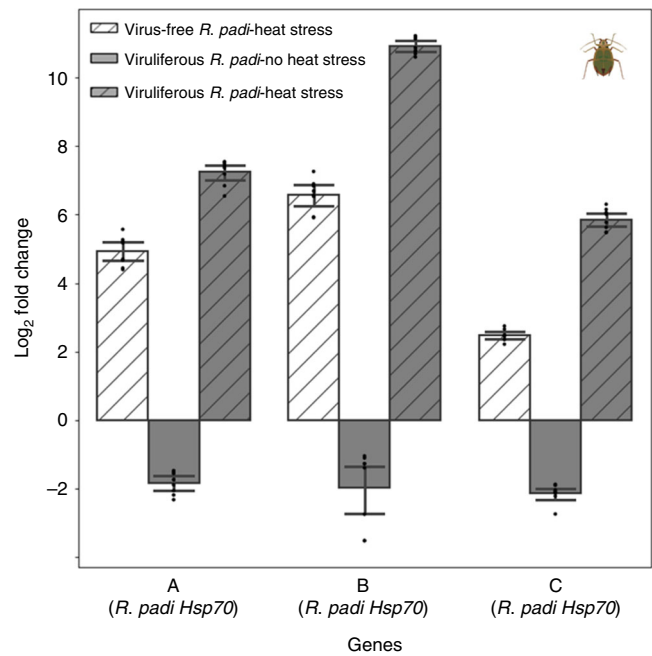 Virus-free R. padi-heat stress
Viruliferous R. padi-no heat stress
Viruliferous R. padi-heat stress
10
8
6
4
2
0
−2
Log₂ fold change
A B C
(R. padi Hsp70) (R. padi Hsp70) (R. padi Hsp70)
Genes